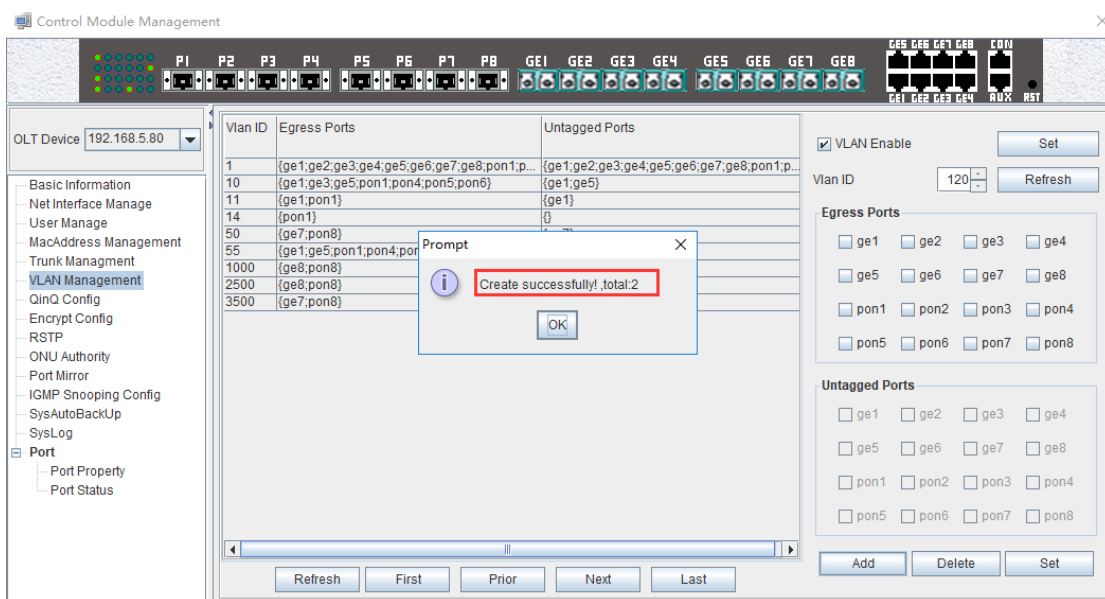 Control Module Management
P1 P2 P3 P4 P5 P6 P7 P8 GE1 GE2 GE3 GE4 GE5 GE6 GE7 GE8
GE5 GE6 GE7 GE8 CON
GE1 GE2 GE3 GE4 AUX RST
OLT Device 192.168.5.80
Basic Information
Net Interface Manage
User Manage
MacAddress Management
Trunk Managment
VLAN Management
QinQ Config
Encrypt Config
RSTP
ONU Authority
Port Mirror
IGMP Snooping Config
SysAutoBackUp
SysLog
Port
Port Property
Port Status
Vlan ID Egress Ports Untagged Ports
1 {ge1;ge2;ge3;ge4;ge5;ge6;ge7;ge8;pon1;p... {ge1;ge2;ge3;ge4;ge5;ge6;ge7;ge8;pon1;p...
10 {ge1;ge3;ge5;pon1;pon4;pon5;pon6} {ge1;ge5}
11 {ge1;pon1} {ge1}
14 {pon1} {}
50 {ge7;pon8}
55 {ge1;ge5;pon1;pon4;pon
1000 {ge8;pon8}
2500 {ge8;pon8}
3500 {ge7;pon8}
Prompt
Create successfully! ,total:2
OK
Refresh First Prior Next Last
VLAN Enable Set
Vlan ID 120 Refresh
Egress Ports
ge1 ge2 ge3 ge4
ge5 ge6 ge7 ge8
pon1 pon2 pon3 pon4
pon5 pon6 pon7 pon8
Untagged Ports
ge1 ge2 ge3 ge4
ge5 ge6 ge7 ge8
pon1 pon2 pon3 pon4
pon5 pon6 pon7 pon8
Add Delete Set